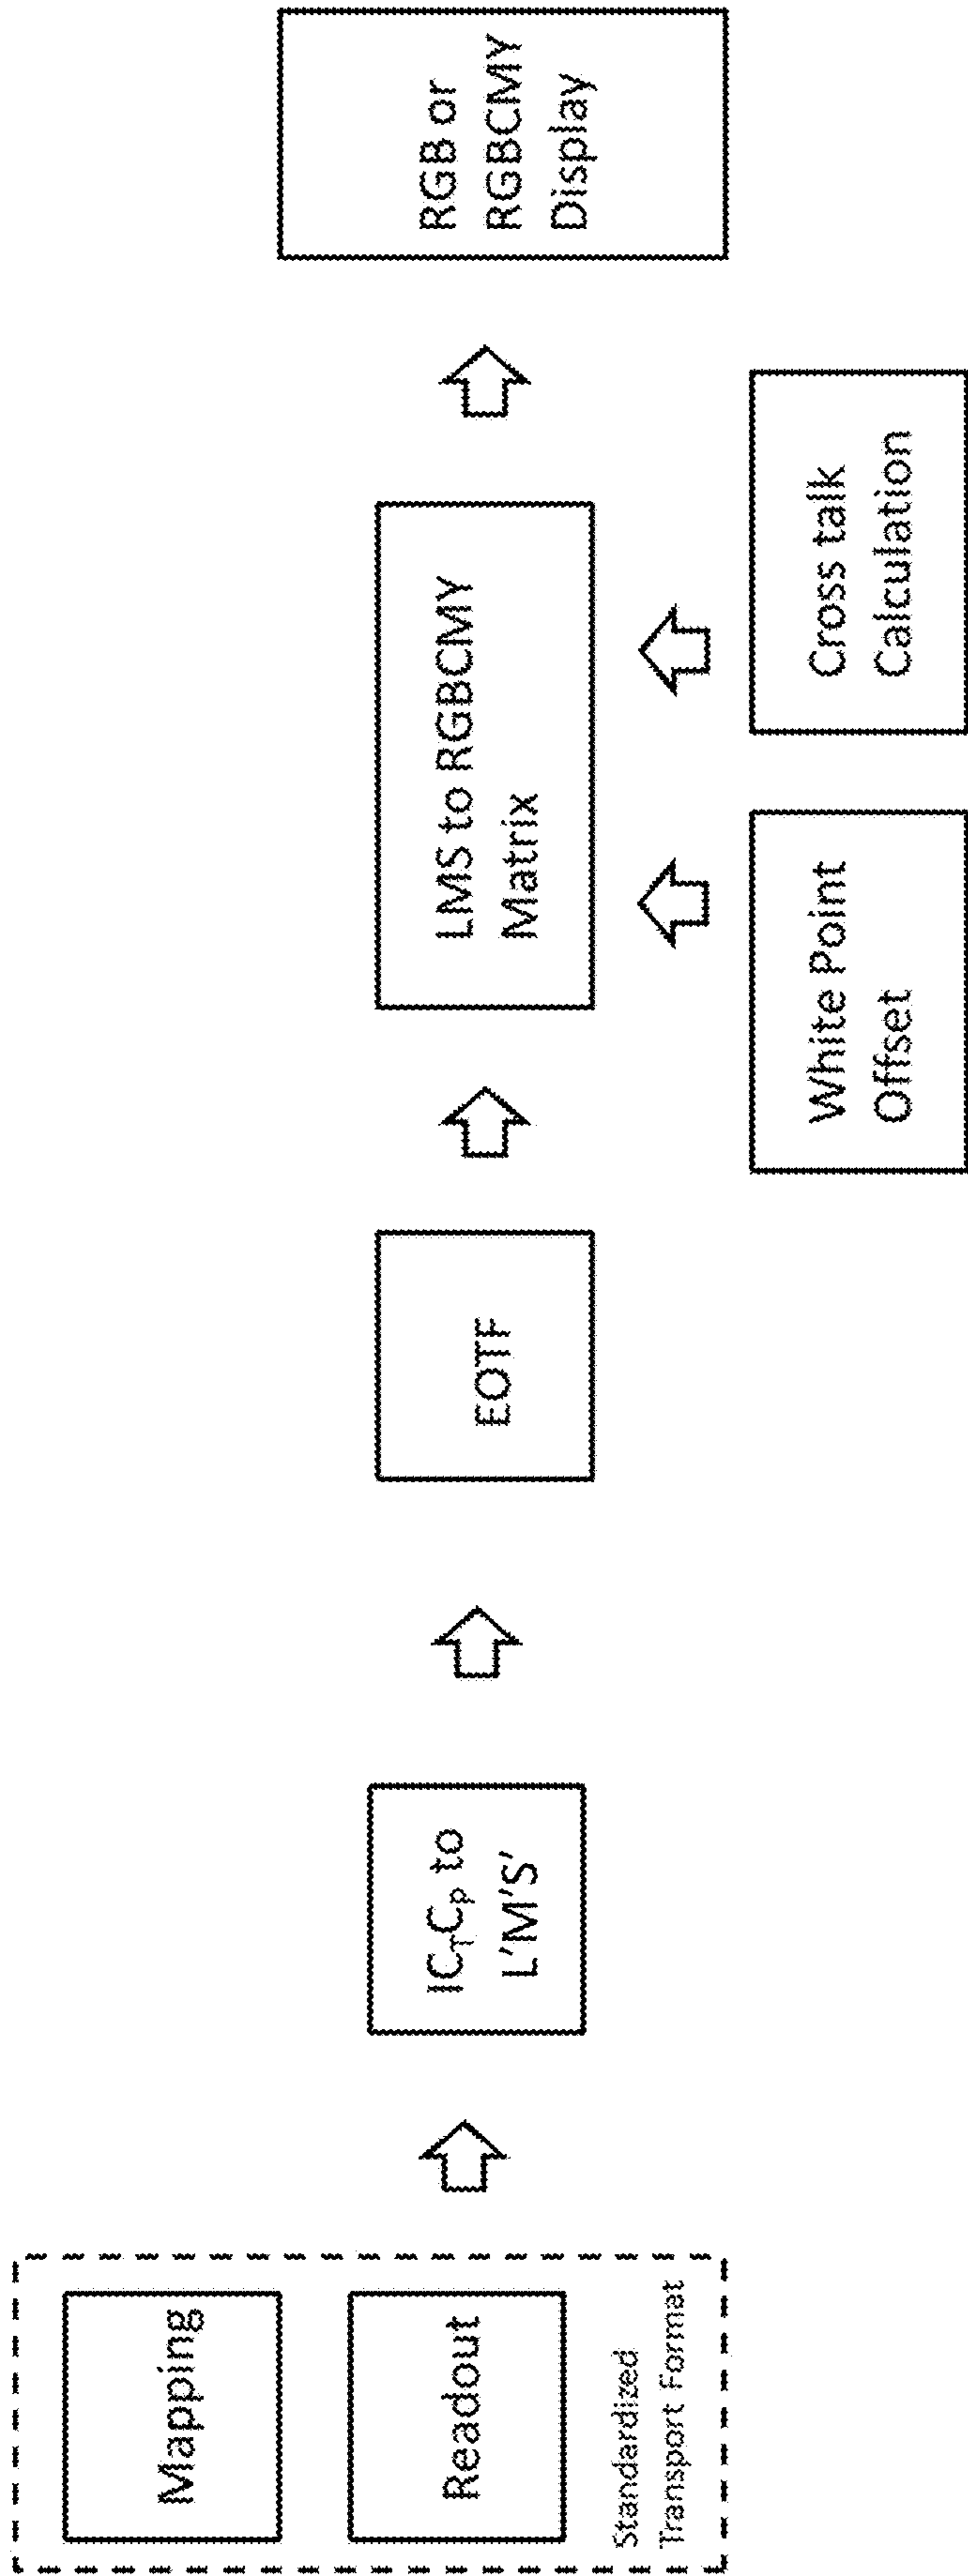 Mapping
Readout
Standardized
Transport Format
ICTCp to
L'M'S'
EOTF
LMS to RGBCMY
Matrix
White Point
Offset
Cross talk
Calculation
RGB or
RGBCMY
Display